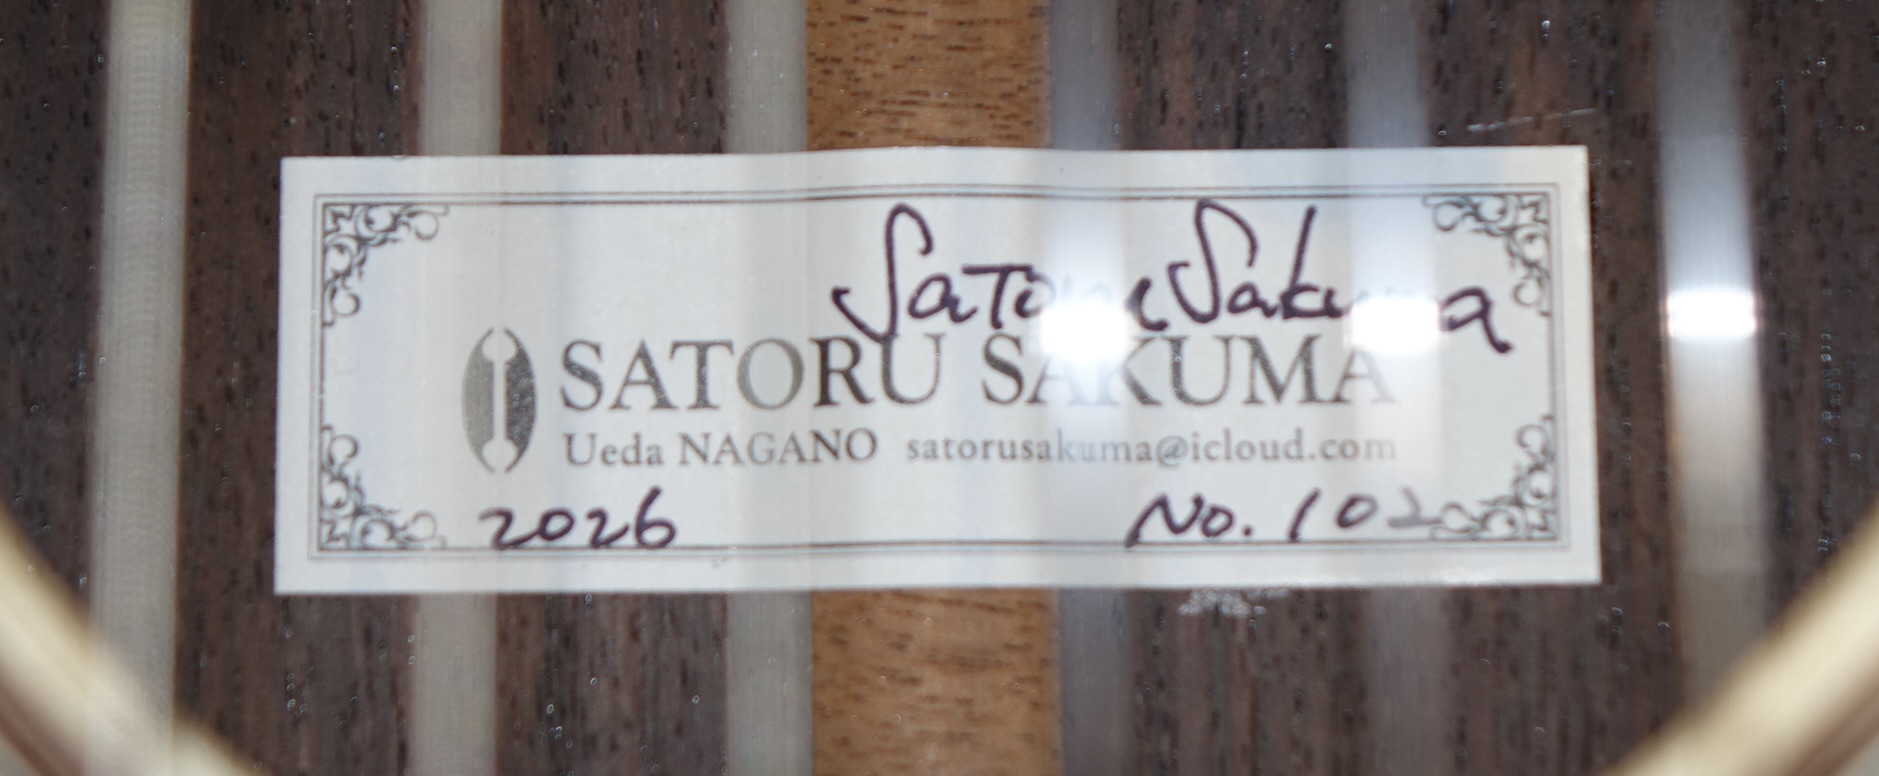 Satoru Sakuma
SATORU SAKUMA
Ueda NAGANO satorusakuma@icloud.com
2026 No. 102